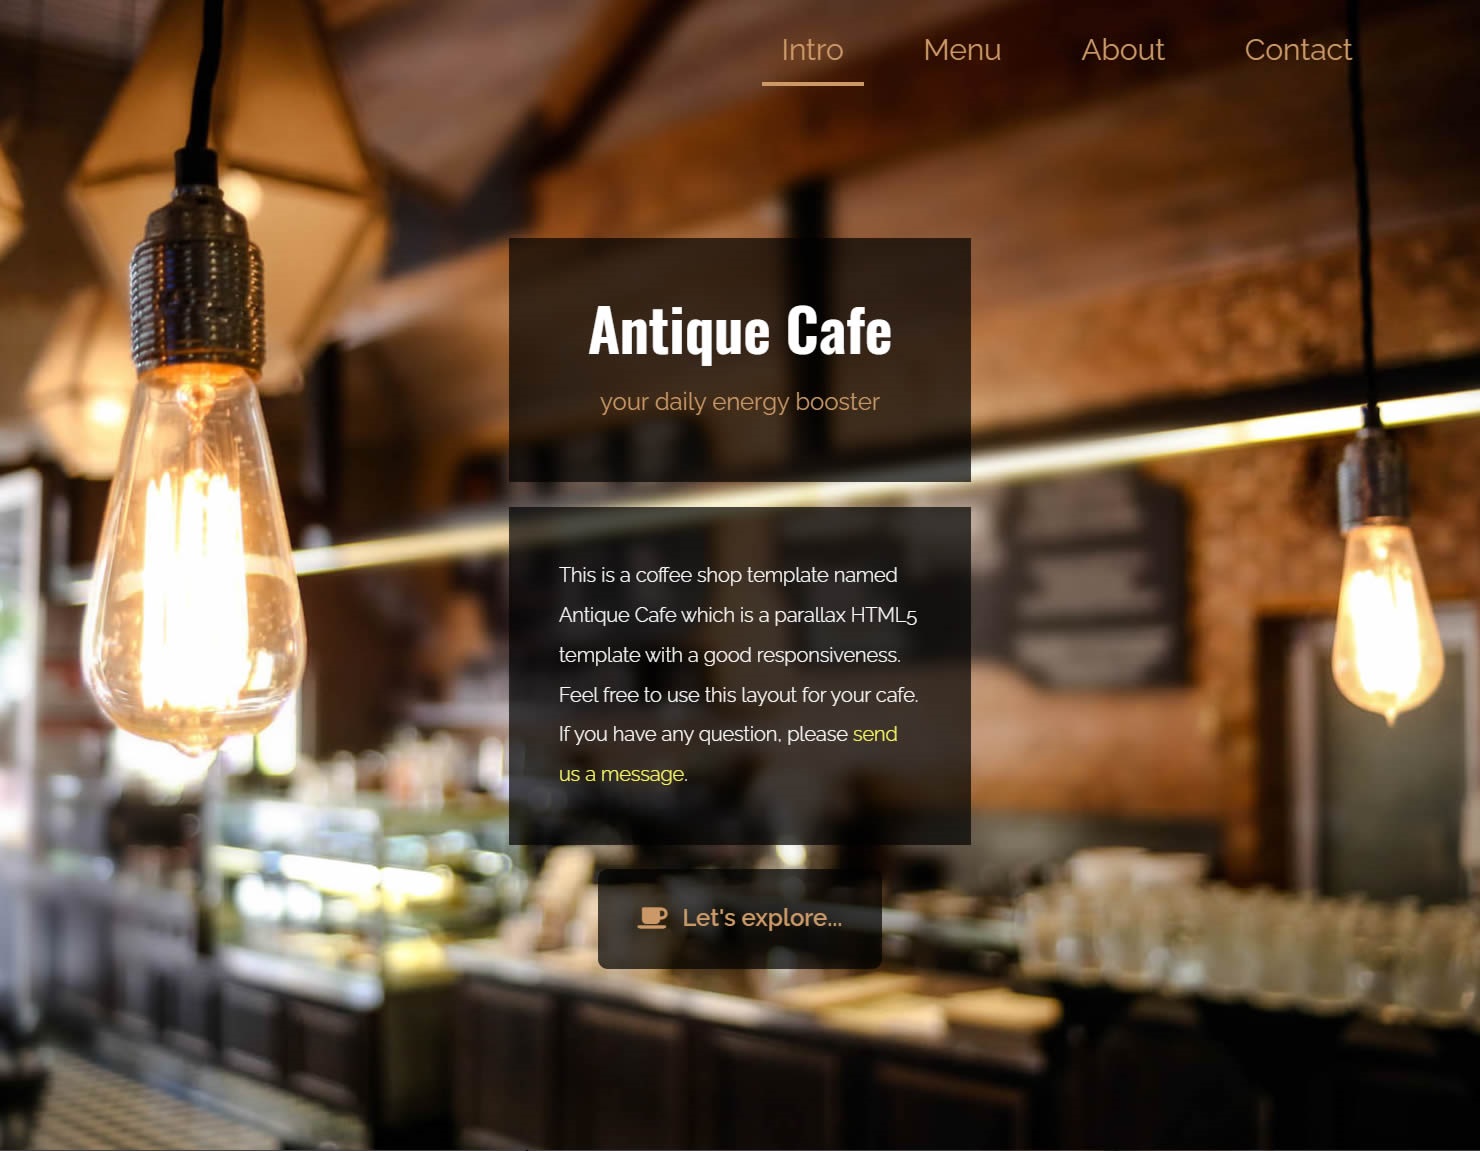 Intro Menu About Contact
Antique Cafe
your daily energy booster
This is a coffee shop template named
Antique Cafe which is a parallax HTML5
template with a good responsiveness.
Feel free to use this layout for your cafe.
If you have any question, please send
us a message.
Let's explore...